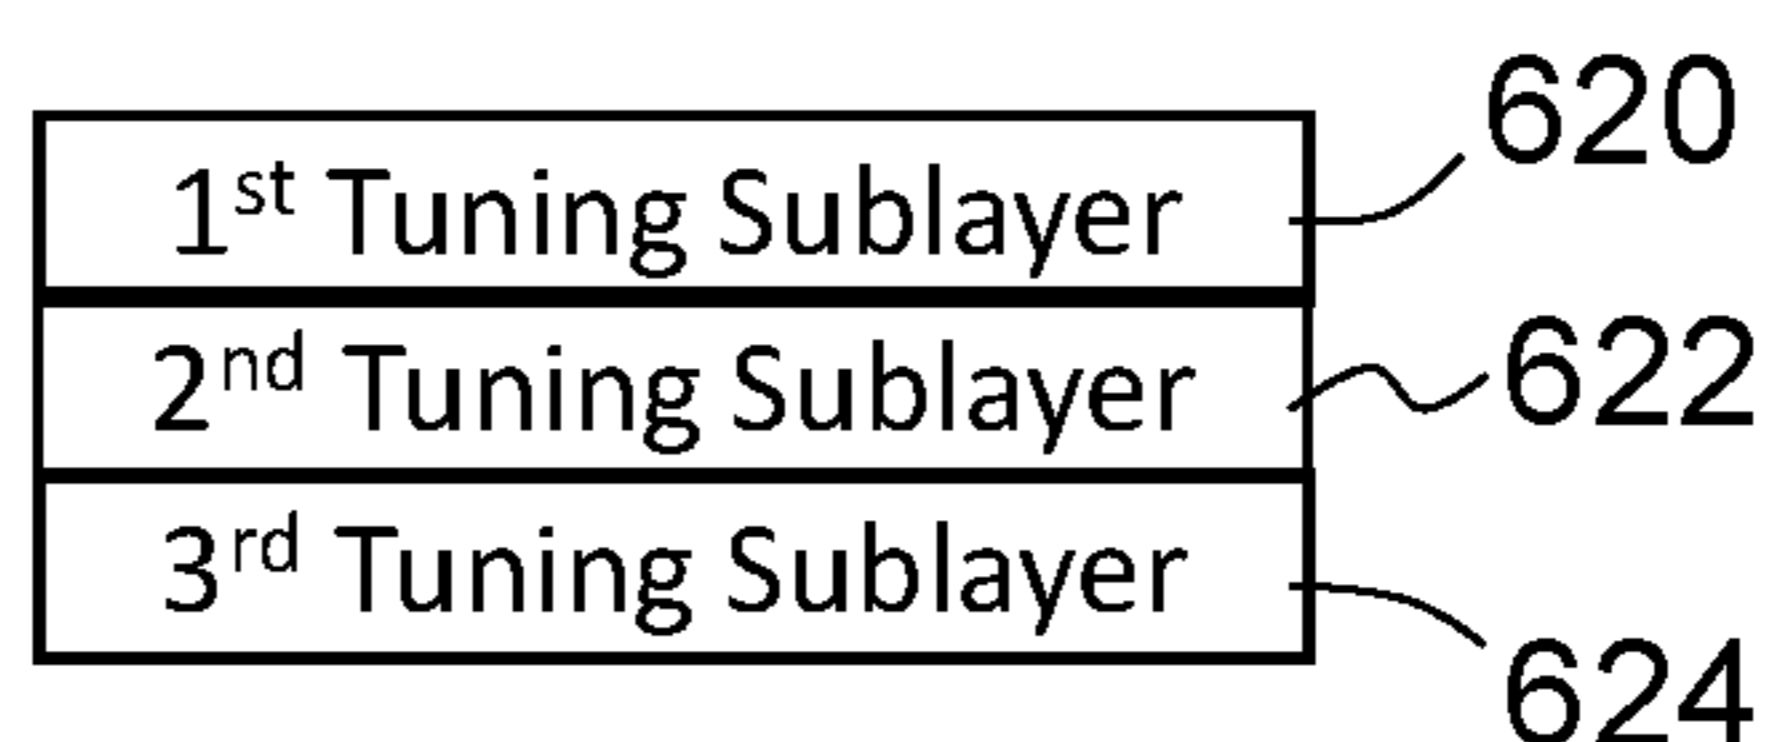 620
1st Tuning Sublayer
2nd Tuning Sublayer
622
3rd Tuning Sublayer
624